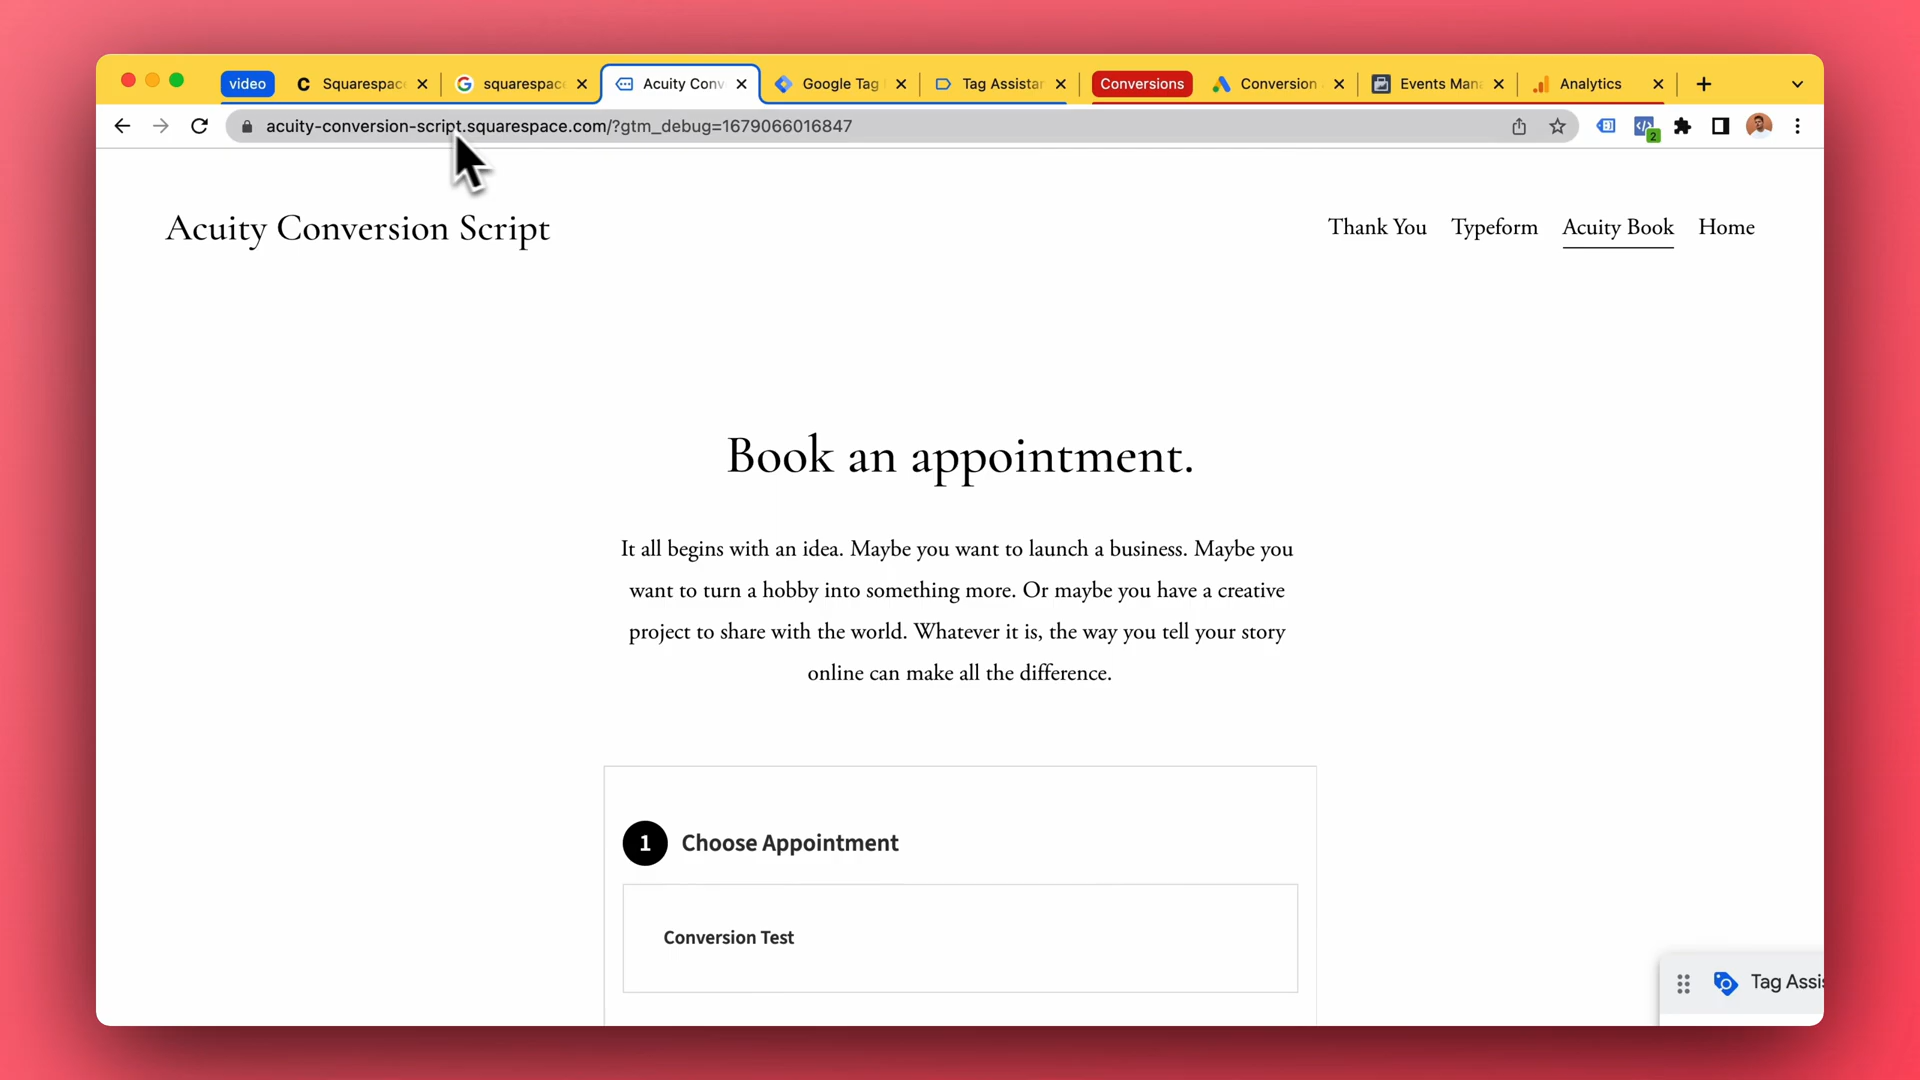 video
Squarespac
squarespac
Acuity Conv
Google Tag
Tag Assistan
Conversions
Conversion
Events Man
Analytics
acuity-conversion-script.squarespace.com/?gtm_debug=1679066016847
2
Acuity Conversion Script
Thank You
Typeform
Acuity Book
Home
Book an appointment.
It all begins with an idea. Maybe you want to launch a business. Maybe you
want to turn a hobby into something more. Or maybe you have a creative
project to share with the world. Whatever it is, the way you tell your story
online can make all the difference.
1 Choose Appointment
Conversion Test
Tag Assis